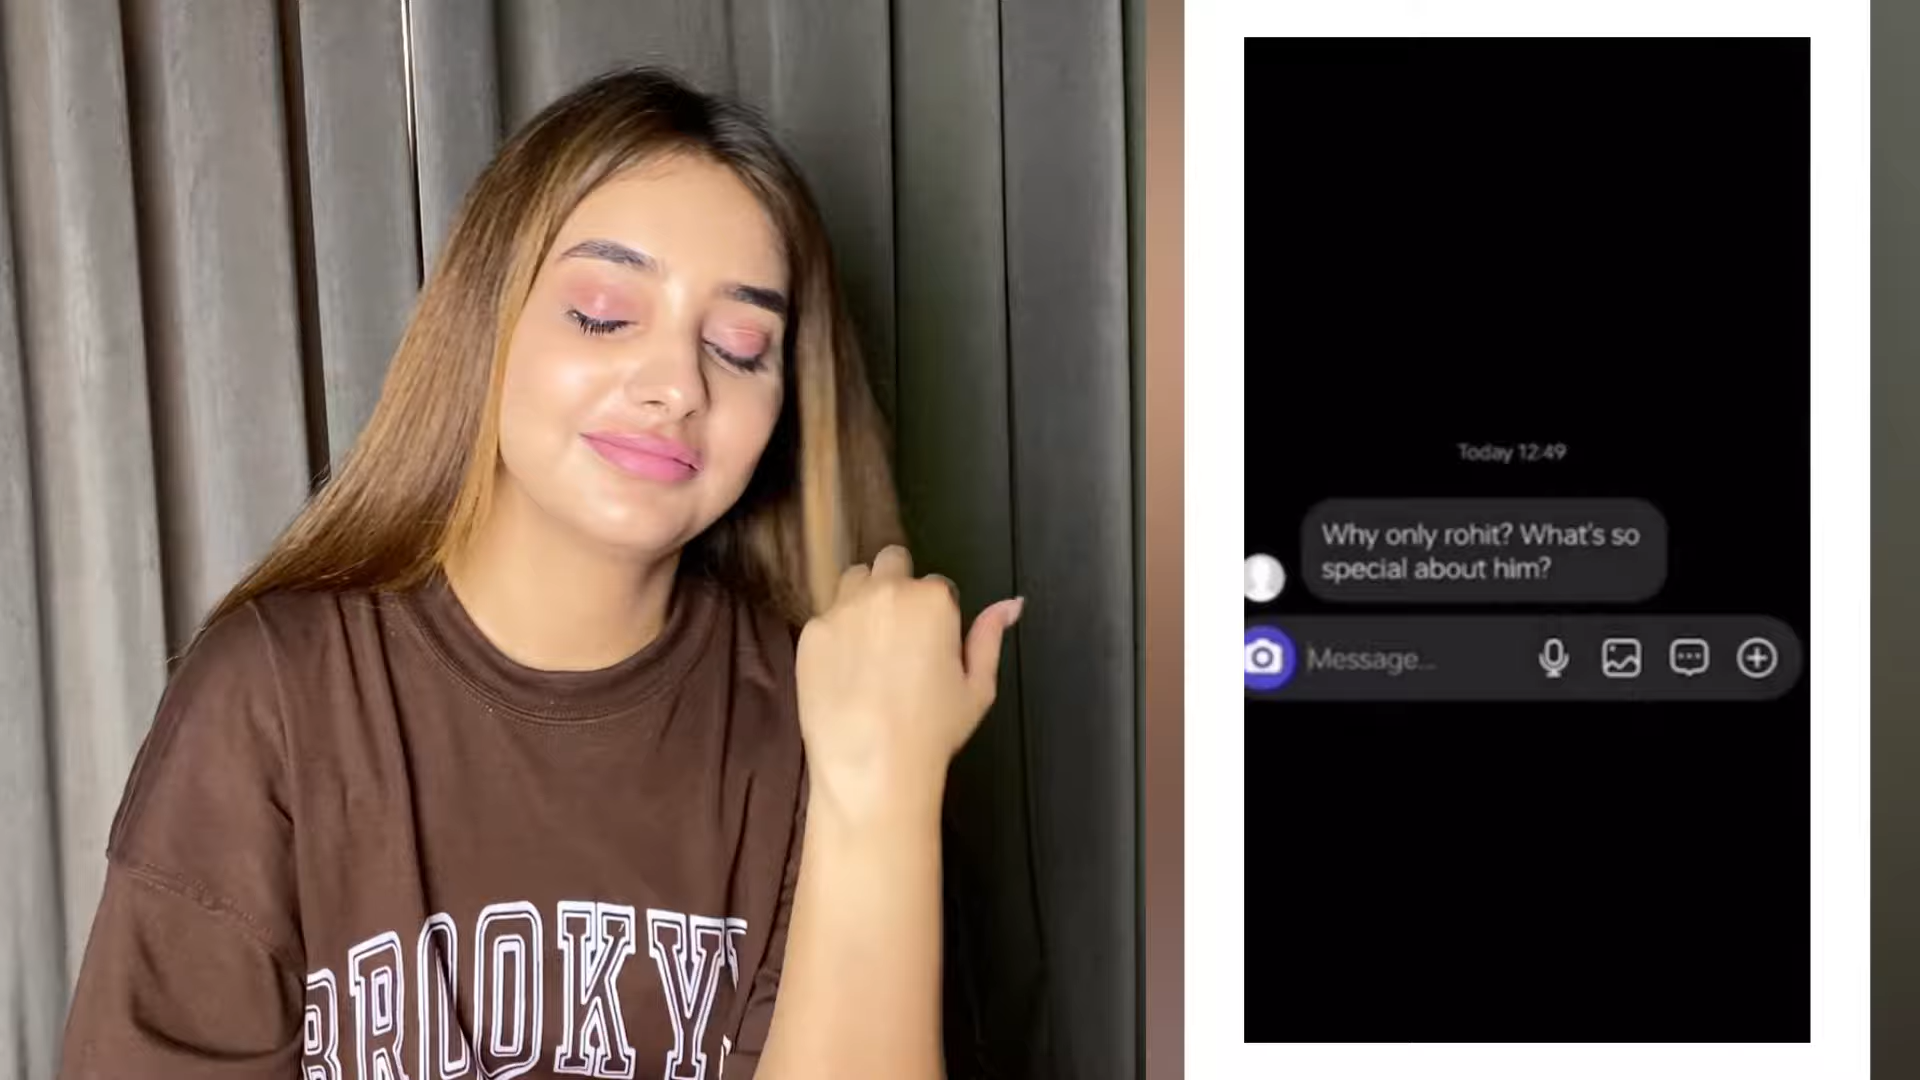 BROOKY
Today 12:49
Why only rohit? What's so
special about him?
Message...